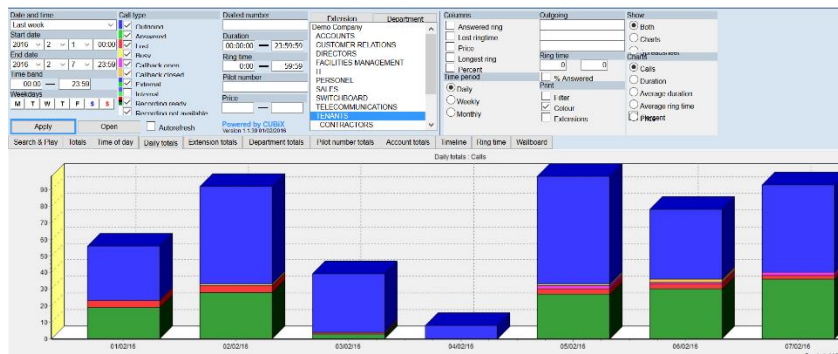 Date and time
Last week
Start date
2016 2 1 00:00
End date
2016 2 7 23:59
Time band
00:00 — 23:59
Weekdays
M T W T F S S
Apply
Open
Autorefresh
Call type
Outgoing
Answered
Lost
Busy
Callback open
Callback closed
External
Internal
Recording ready
Recording not available
Dialled number
Duration
00:00:00 — 23:59:59
Ring time
0:00 — 59:59
Pilot number
Price
Powered by CUBiX
Version 1.1.39 01/02/2016
Extension Department
Demo Company
ACCOUNTS
CUSTOMER RELATIONS
DIRECTORS
FACILITIES MANAGEMENT
IT
PERSONEL
SALES
SWITCHBOARD
TELECOMMUNICATIONS
TENANTS
CONTRACTORS
Columns
Answered ring
Lost ringtime
Price
Longest ring
Percent
Time period
Daily
Weekly
Monthly
Outgoing
Ring time
0 0
% Answered
Print
Filter
Colour
Extensions
Show
Both
Charts
Spreadsheet
Charts
Calls
Duration
Average duration
Average ring time
Percent
Search & Play Totals Time of day Daily totals Extension totals Department totals Pilot number totals Account totals Timeline Ring time Wallboard
Daily totals : Calls
90
80
70
60
50
40
30
20
10
0
01/02/16 02/02/16 03/02/16 04/02/16 05/02/16 06/02/16 07/02/16